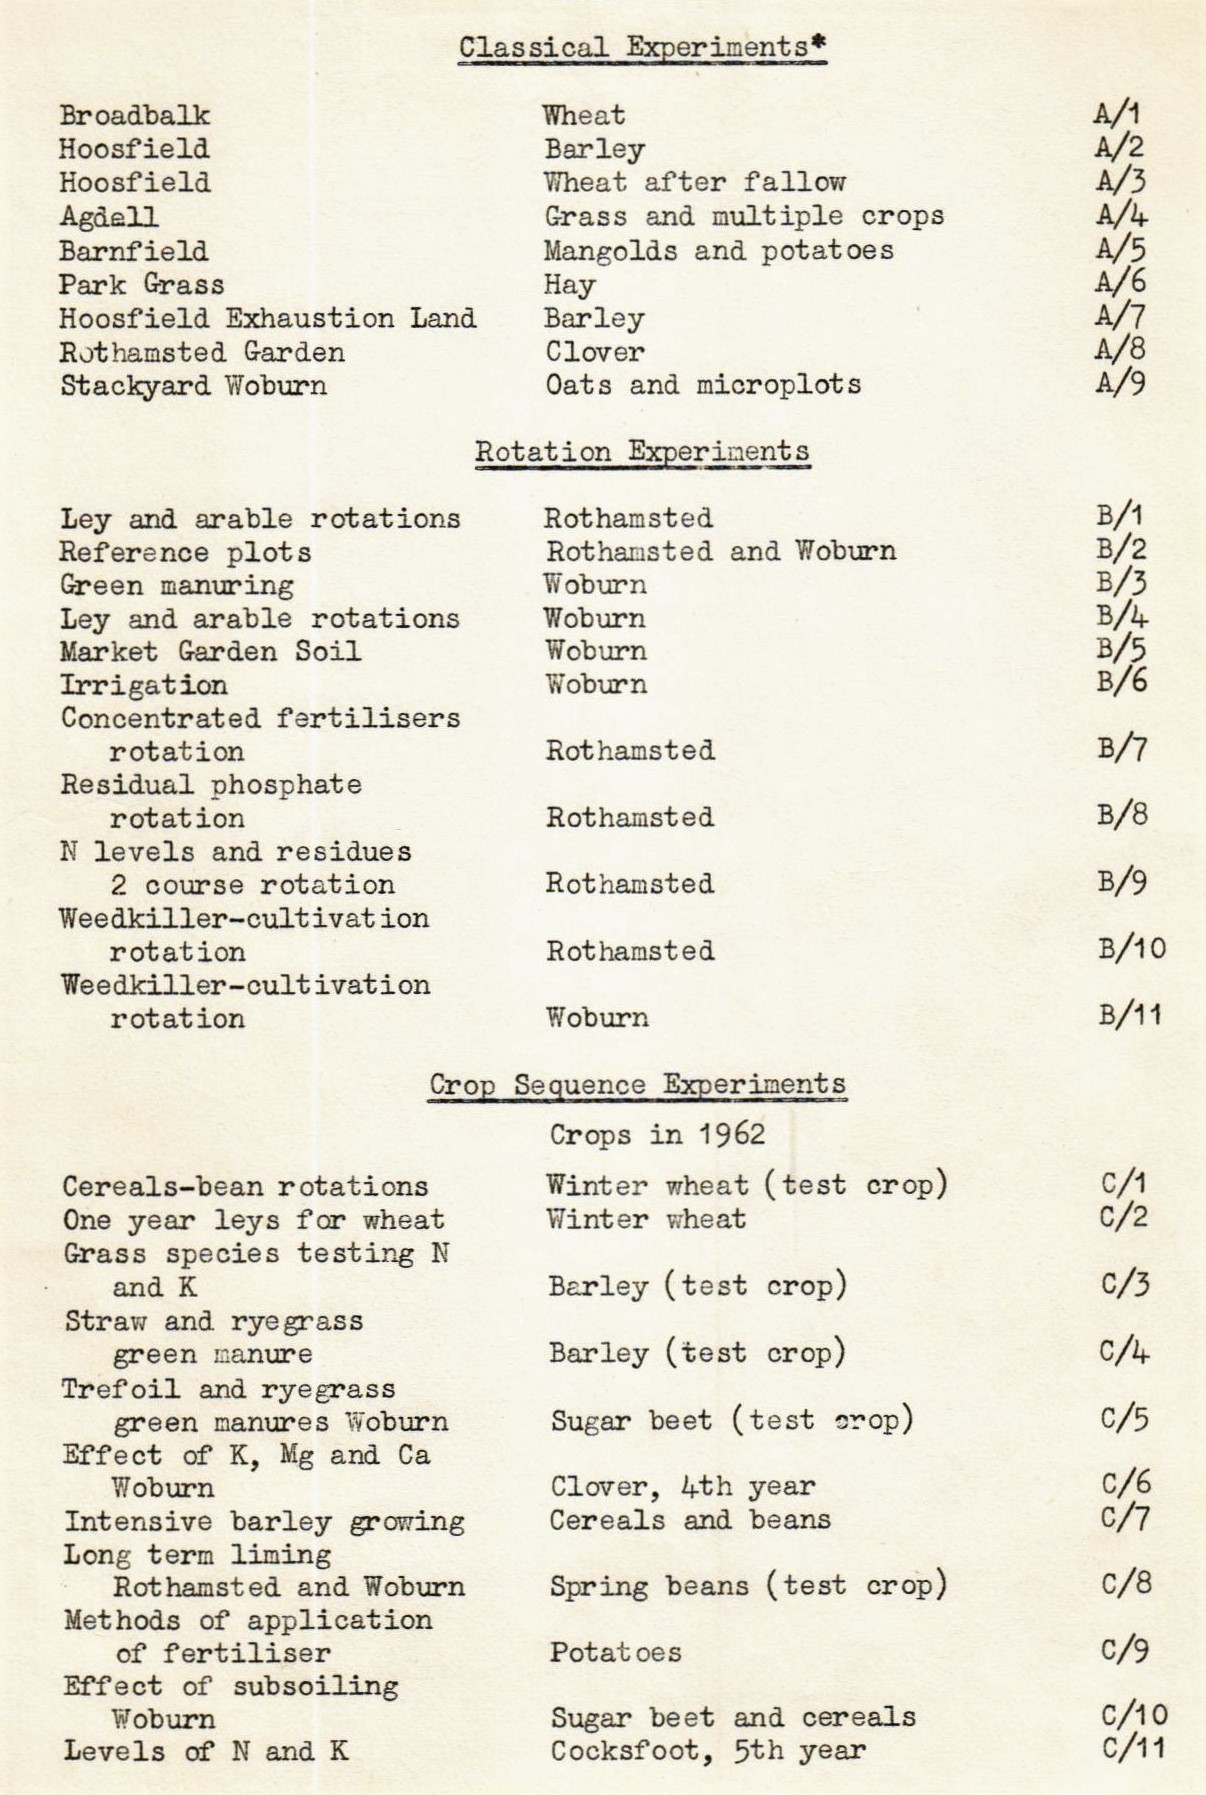 Classical Experiments*
Broadbalk Wheat A/1
Hoosfield Barley A/2
Hoosfield Wheat after fallow A/3
Agdell Grass and multiple crops A/4
Barnfield Mangolds and potatoes A/5
Park Grass Hay A/6
Hoosfield Exhaustion Land Barley A/7
Rothamsted Garden Clover A/8
Stackyard Woburn Oats and microplots A/9
Rotation Experiments
Ley and arable rotations Rothamsted B/1
Reference plots Rothamsted and Woburn B/2
Green manuring Woburn B/3
Ley and arable rotations Woburn B/4
Market Garden Soil Woburn B/5
Irrigation Woburn B/6
Concentrated fertilisers
rotation Rothamsted B/7
Residual phosphate
rotation Rothamsted B/8
N levels and residues
2 course rotation Rothamsted B/9
Weedkiller-cultivation
rotation Rothamsted B/10
Weedkiller-cultivation
rotation Woburn B/11
Crop Sequence Experiments
Crops in 1962
Cereals-bean rotations Winter wheat (test crop) C/1
One year leys for wheat Winter wheat C/2
Grass species testing N
and K Barley (test crop) C/3
Straw and ryegrass
green manure Barley (test crop) C/4
Trefoil and ryegrass
green manures Woburn Sugar beet (test crop) C/5
Effect of K, Mg and Ca
Woburn Clover, 4th year C/6
Intensive barley growing Cereals and beans C/7
Long term liming
Rothamsted and Woburn Spring beans (test crop) C/8
Methods of application
of fertiliser Potatoes C/9
Effect of subsoiling
Woburn Sugar beet and cereals C/10
Levels of N and K Cocksfoot, 5th year C/11